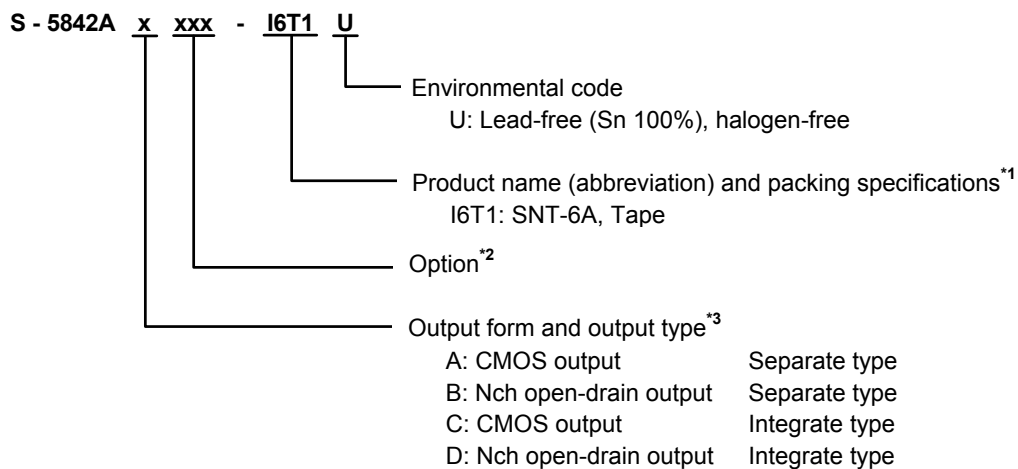 S - 5842A x xxx - I6T1 U
Environmental code
U: Lead-free (Sn 100%), halogen-free
Product name (abbreviation) and packing specifications*1
I6T1: SNT-6A, Tape
Option*2
Output form and output type*3
A: CMOS output Separate type
B: Nch open-drain output Separate type
C: CMOS output Integrate type
D: Nch open-drain output Integrate type